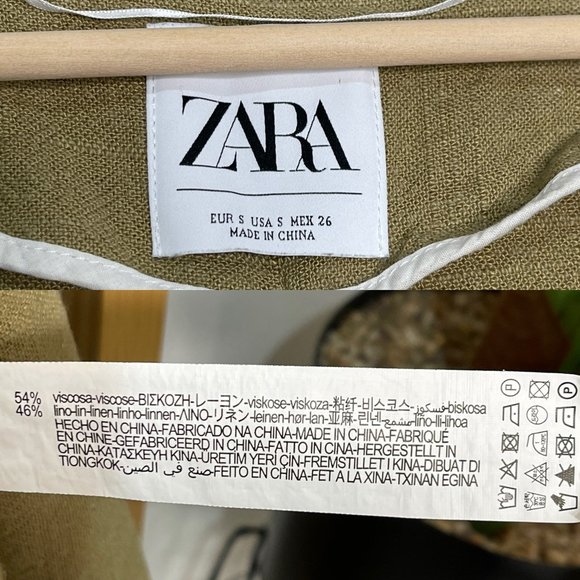 ZARA
EUR S USA S MEX 26
MADE IN CHINA
54% viscosa-viscose-ΒΙΣΚΟΖΗ-レーヨン-viskose-viskoza-粘纤-비스코스-فسكوز-biskosa
46% lino-lin-linen-linho-linnen-ΛΙΝΟ-リネン-leinen-hør-lan-亚麻-린넨-مشمع-lino-lli-lihoa
HECHO EN CHINA-FABRICADO NA CHINA-MADE IN CHINA-FABRIQUÉ
EN CHINE-GEFABRICEERD IN CHINA-FATTO IN CINA-HERGESTELLT IN
CHINA-ΚΑΤΑΣΚΕΥΗ ΚΙΝΑ-ÜRETİM YERİ ÇİN-FREMSTILLET I KINA-DIBUAT DI
TIONGKOK-صنع في الصين-FEITO EN CHINA-FET A LA XINA-TXINAN EGINA